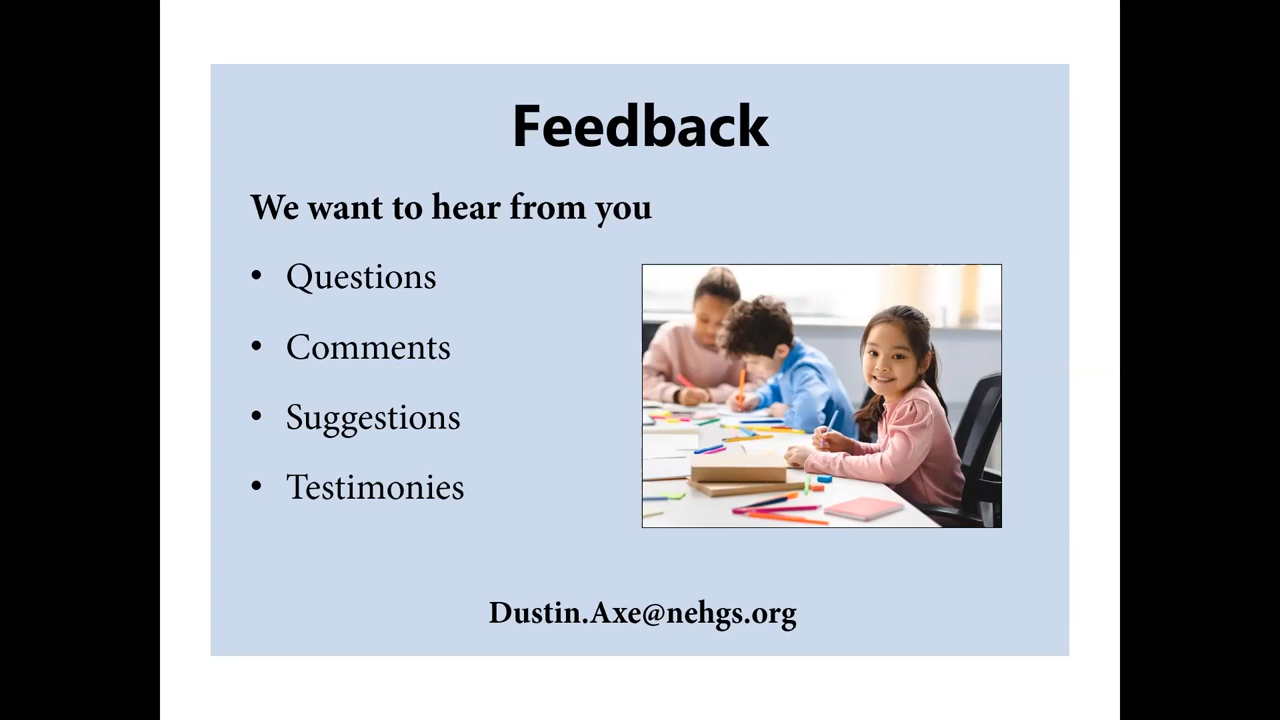 Feedback
We want to hear from you
• Questions
• Comments
• Suggestions
• Testimonies
Dustin.Axe@nehgs.org